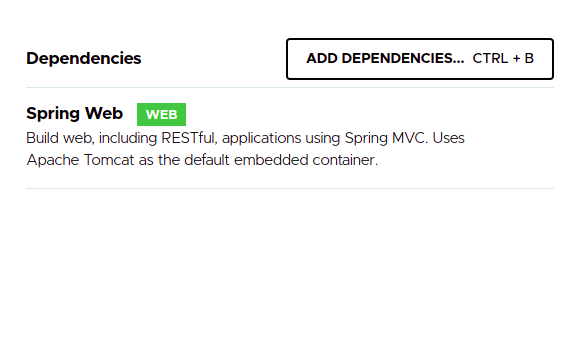 Dependencies
ADD DEPENDENCIES... CTRL + B
Spring Web WEB
Build web, including RESTful, applications using Spring MVC. Uses
Apache Tomcat as the default embedded container.